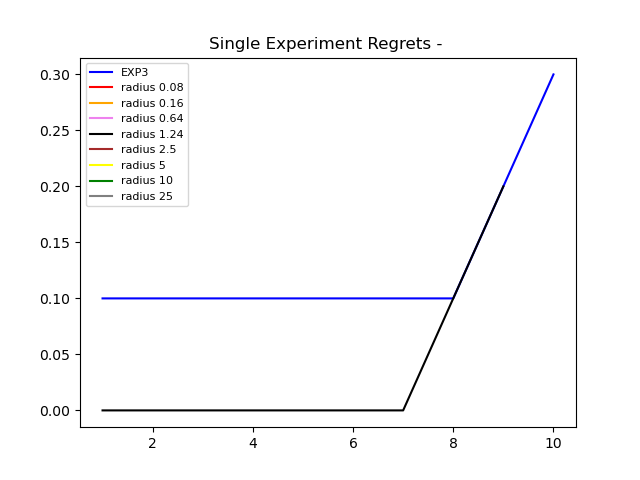 Single Experiment Regrets -
0.30
0.25
0.20
0.15
0.10
0.05
0.00
EXP3
radius 0.08
radius 0.16
radius 0.64
radius 1.24
radius 2.5
radius 5
radius 10
radius 25
2 4 6 8 10